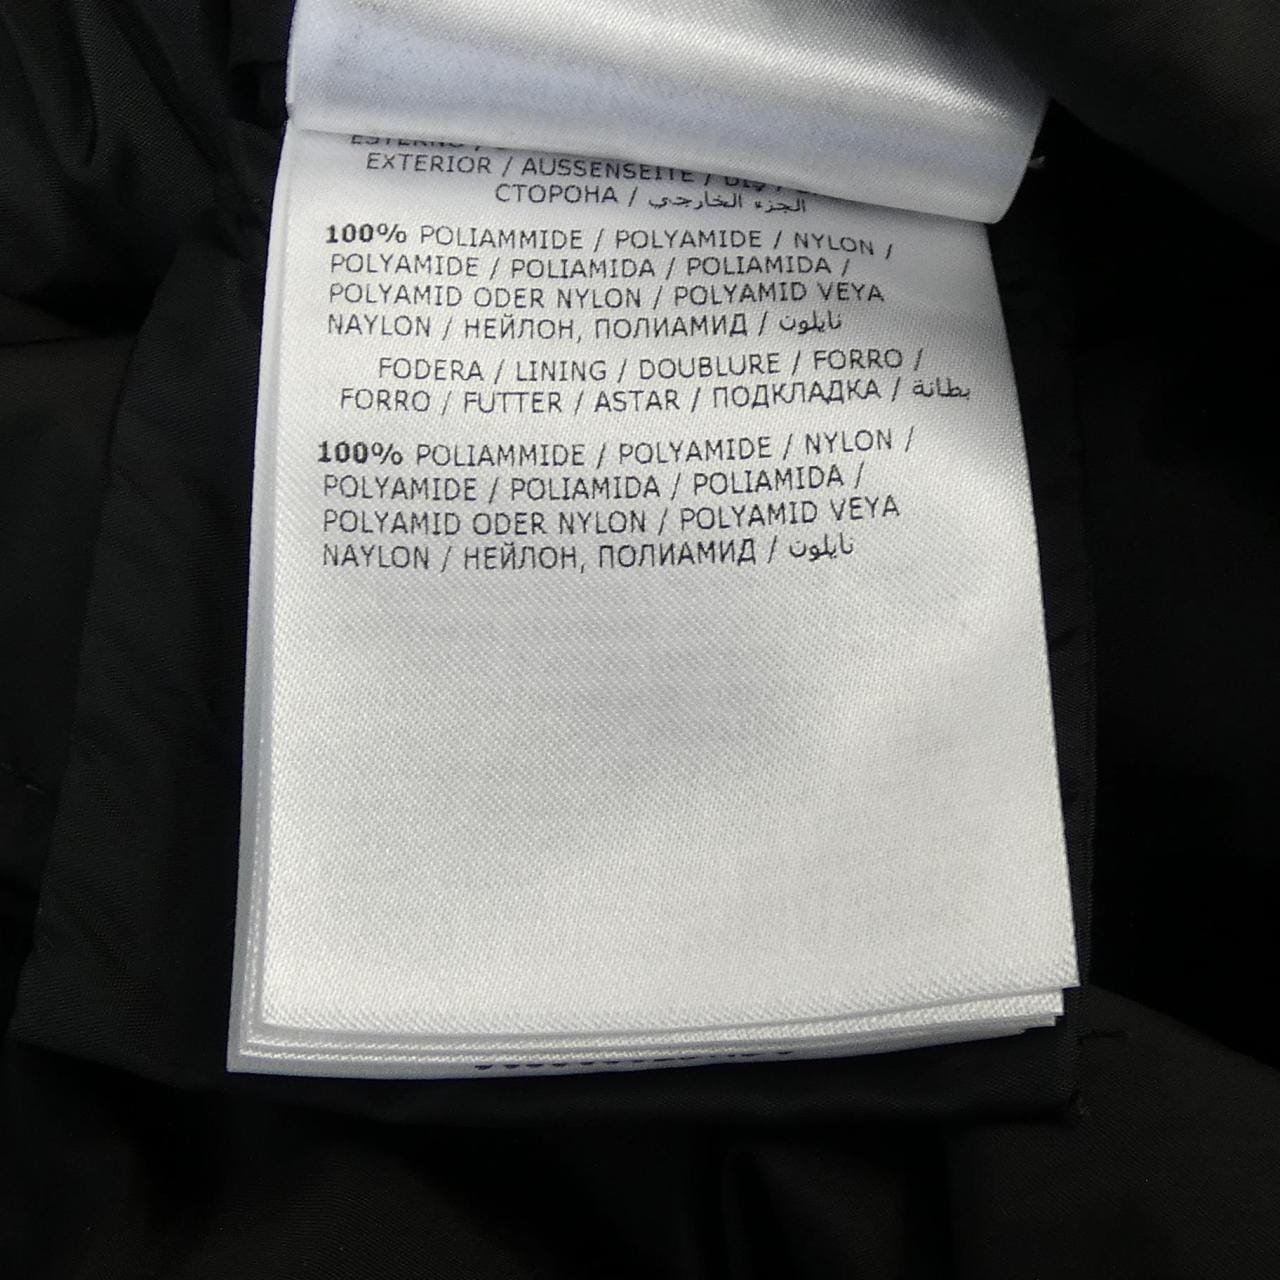 ESTERNO /
EXTERIOR / AUSSENSEITE / DIŞ /
СТОРОНА / الجزء الخارجي
100% POLIAMMIDE / POLYAMIDE / NYLON /
POLYAMIDE / POLIAMIDA / POLIAMIDA /
POLYAMID ODER NYLON / POLYAMID VEYA
NAYLON / НЕЙЛОН, ПОЛИАМИД / نايلون
FODERA / LINING / DOUBLURE / FORRO /
FORRO / FUTTER / ASTAR / ПОДКЛАДКА / بطانة
100% POLIAMMIDE / POLYAMIDE / NYLON /
POLYAMIDE / POLIAMIDA / POLIAMIDA /
POLYAMID ODER NYLON / POLYAMID VEYA
NAYLON / НЕЙЛОН, ПОЛИАМИД / نايلون